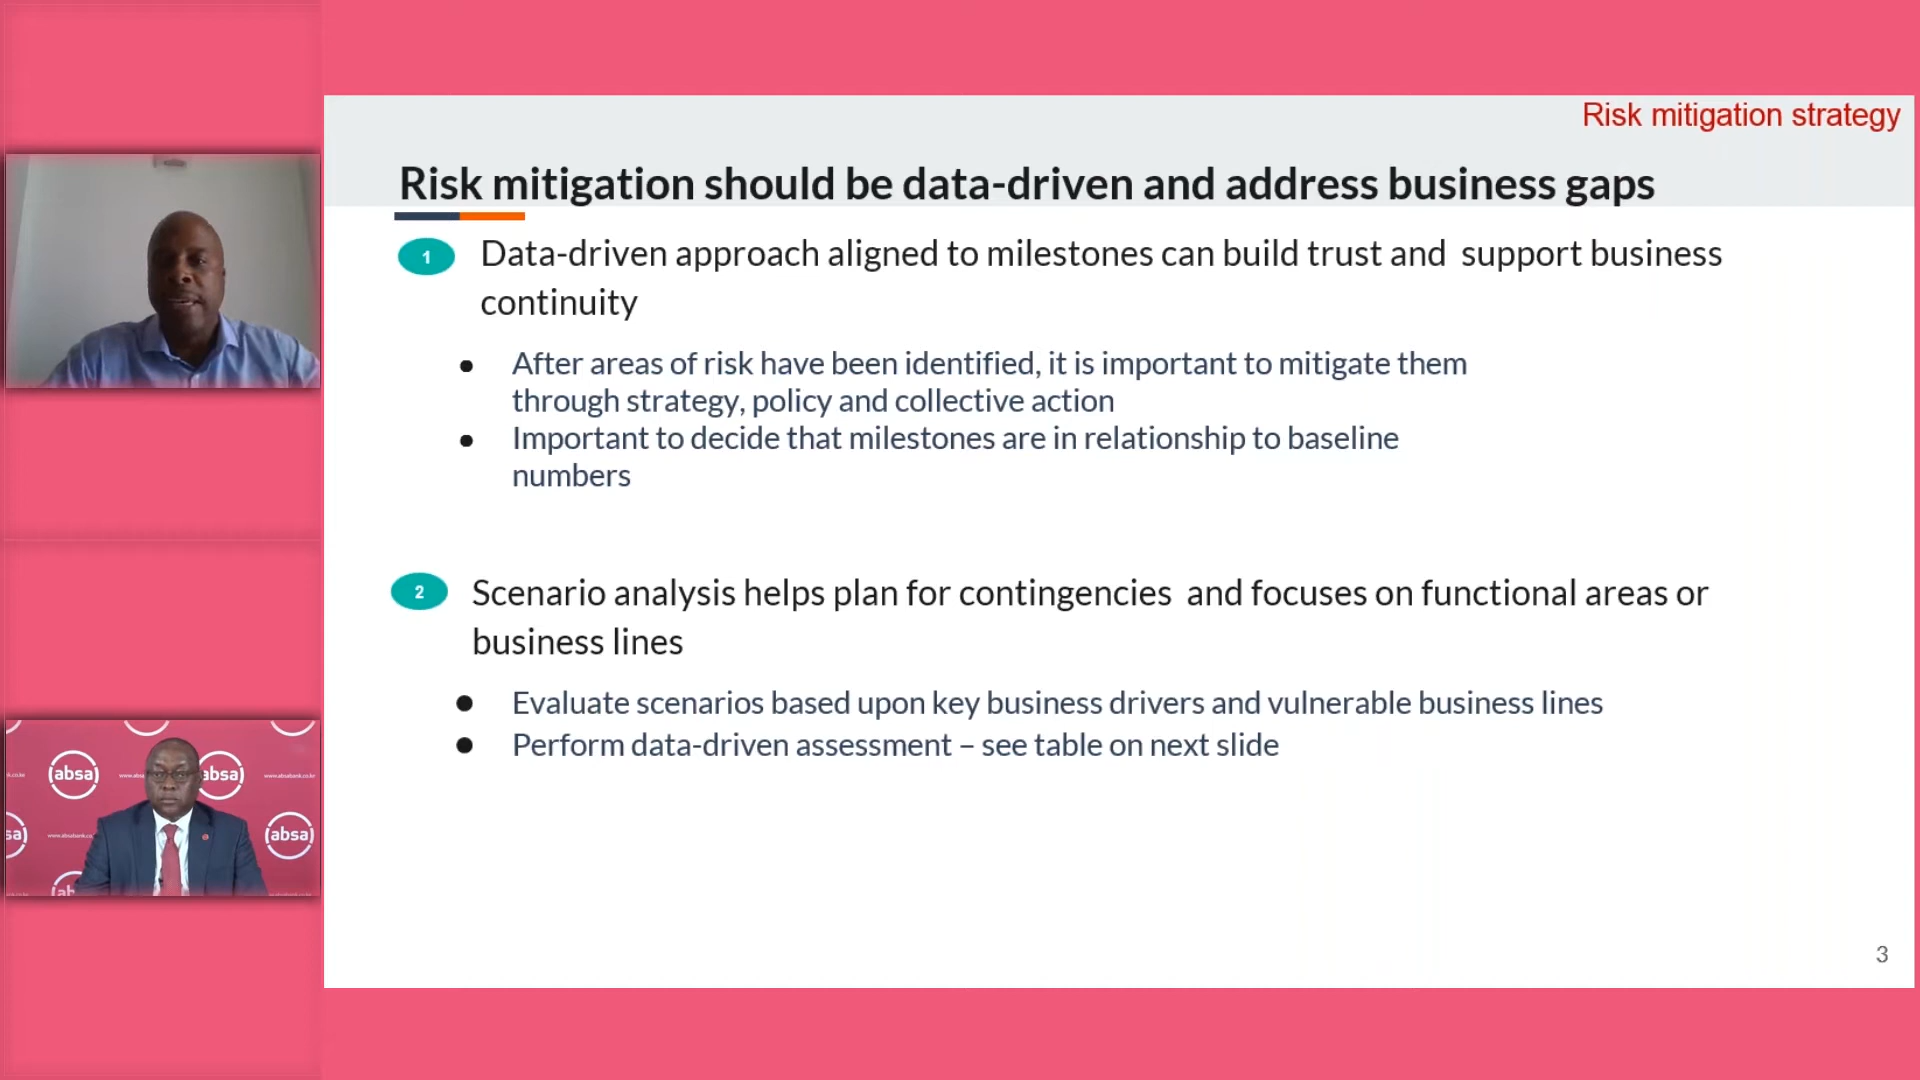 Risk mitigation strategy
Risk mitigation should be data-driven and address business gaps
1
Data-driven approach aligned to milestones can build trust and support business
continuity
After areas of risk have been identified, it is important to mitigate them
through strategy, policy and collective action
Important to decide that milestones are in relationship to baseline
numbers
2
Scenario analysis helps plan for contingencies and focuses on functional areas or
business lines
Evaluate scenarios based upon key business drivers and vulnerable business lines
Perform data-driven assessment – see table on next slide
3
absa
absa
www.absabank.co.ke
absa